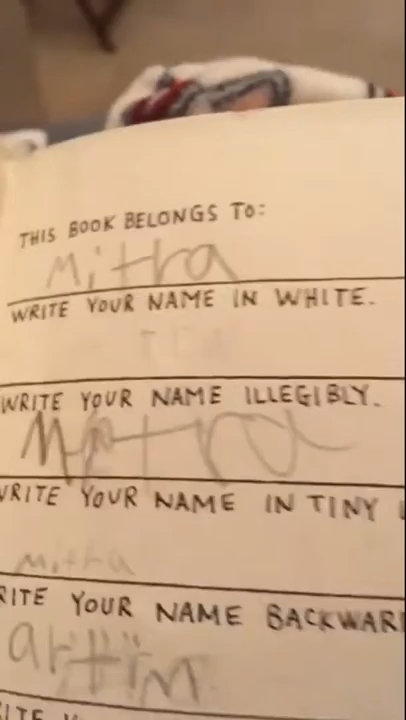 THIS BOOK BELONGS TO:
Mitra
WRITE YOUR NAME IN WHITE.
WRITE YOUR NAME ILLEGIBLY.
Mitra
WRITE YOUR NAME IN TINY
mitra
RITE YOUR NAME BACKWAR
artiM